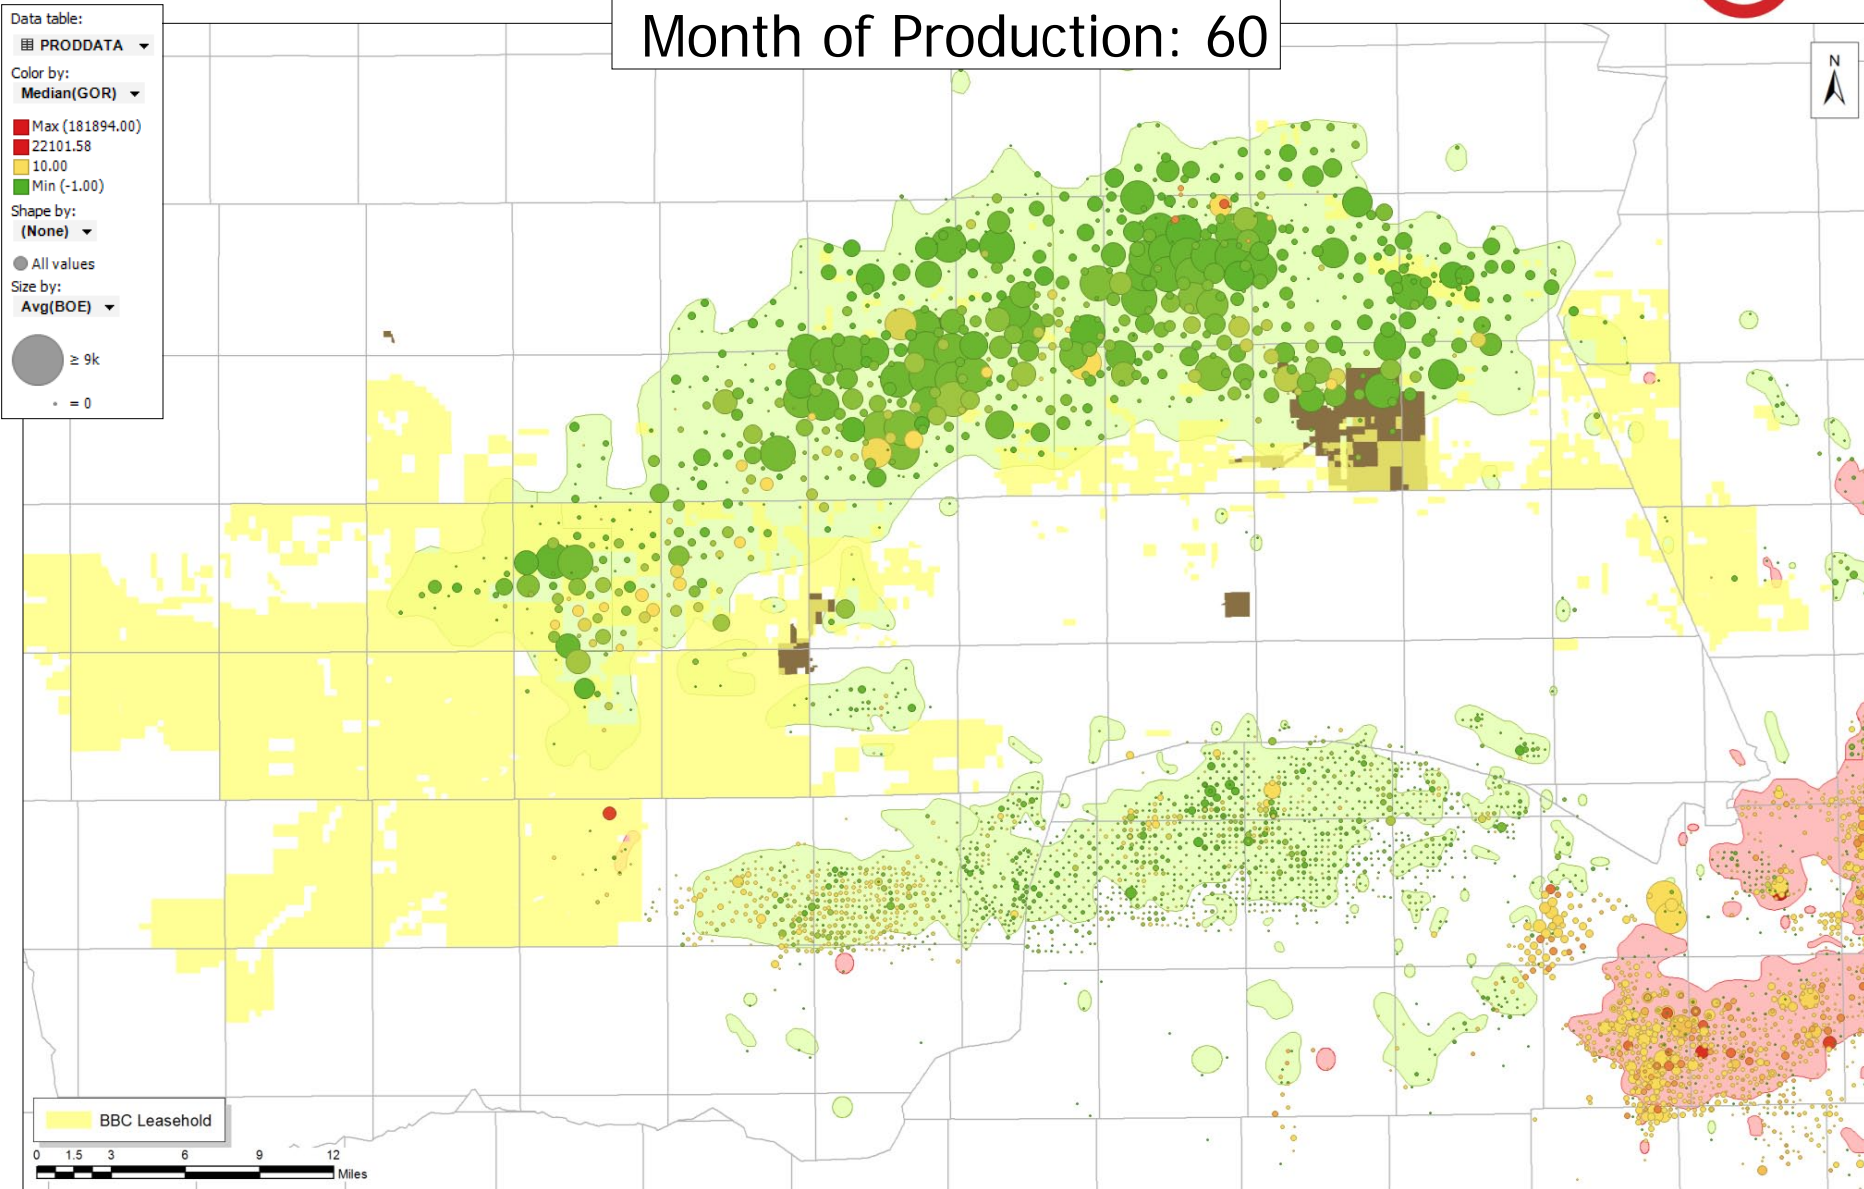 Month of Production: 60
Data table:
PRODDATA
Color by:
Median(GOR)
Max (181894.00)
22101.58
10.00
Min (-1.00)
Shape by:
(None)
All values
Size by:
Avg(BOE)
≥ 9k
= 0
N
BBC Leasehold
0 1.5 3 6 9 12
Miles